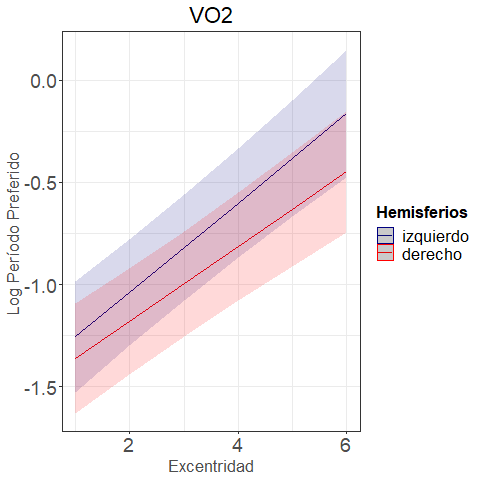 VO2
Log Período Preferido
0.0
-0.5
-1.0
-1.5
2
4
6
Excentridad
Hemisferios
izquierdo
derecho